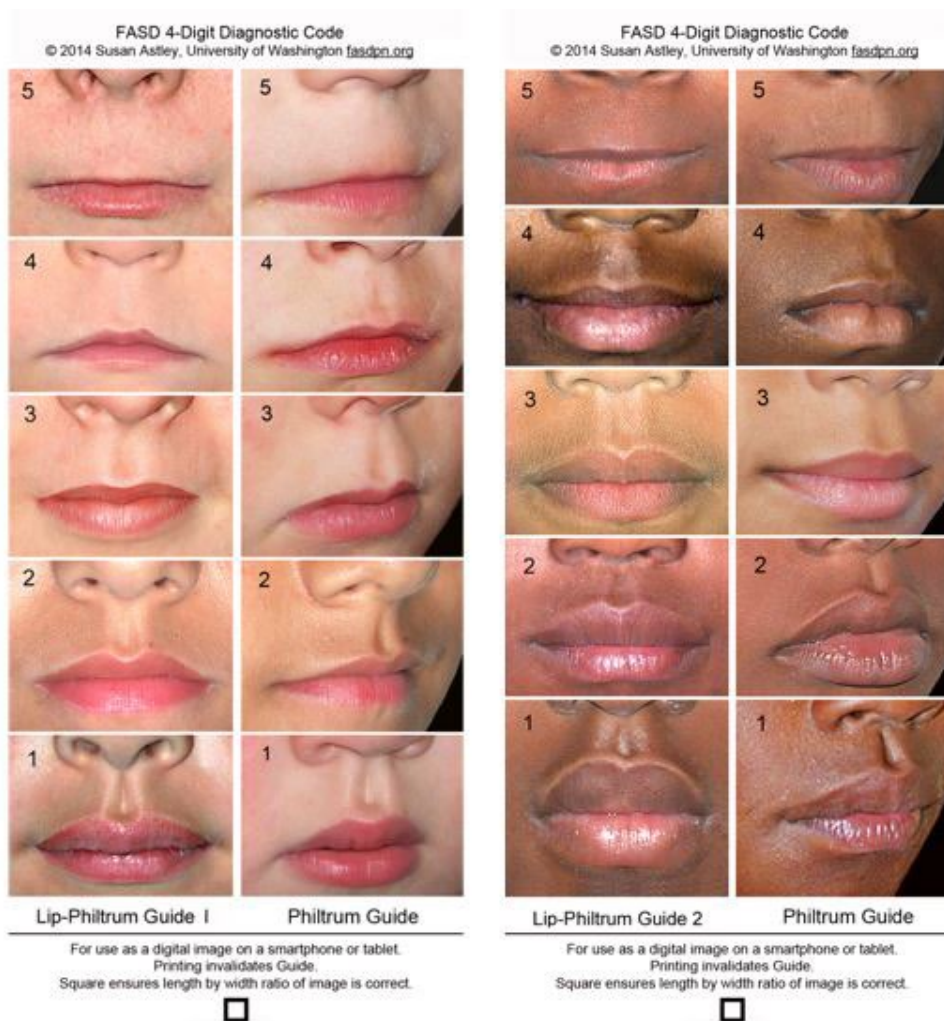 FASD 4-Digit Diagnostic Code
© 2014 Susan Astley, University of Washington fasdpn.org
5 5
4 4
3 3
2 2
1 1
Lip-Philtrum Guide I Philtrum Guide
For use as a digital image on a smartphone or tablet.
Printing invalidates Guide.
Square ensures length by width ratio of image is correct.
FASD 4-Digit Diagnostic Code
© 2014 Susan Astley, University of Washington fasdpn.org
5 5
4 4
3 3
2 2
1 1
Lip-Philtrum Guide 2 Philtrum Guide
For use as a digital image on a smartphone or tablet.
Printing invalidates Guide.
Square ensures length by width ratio of image is correct.